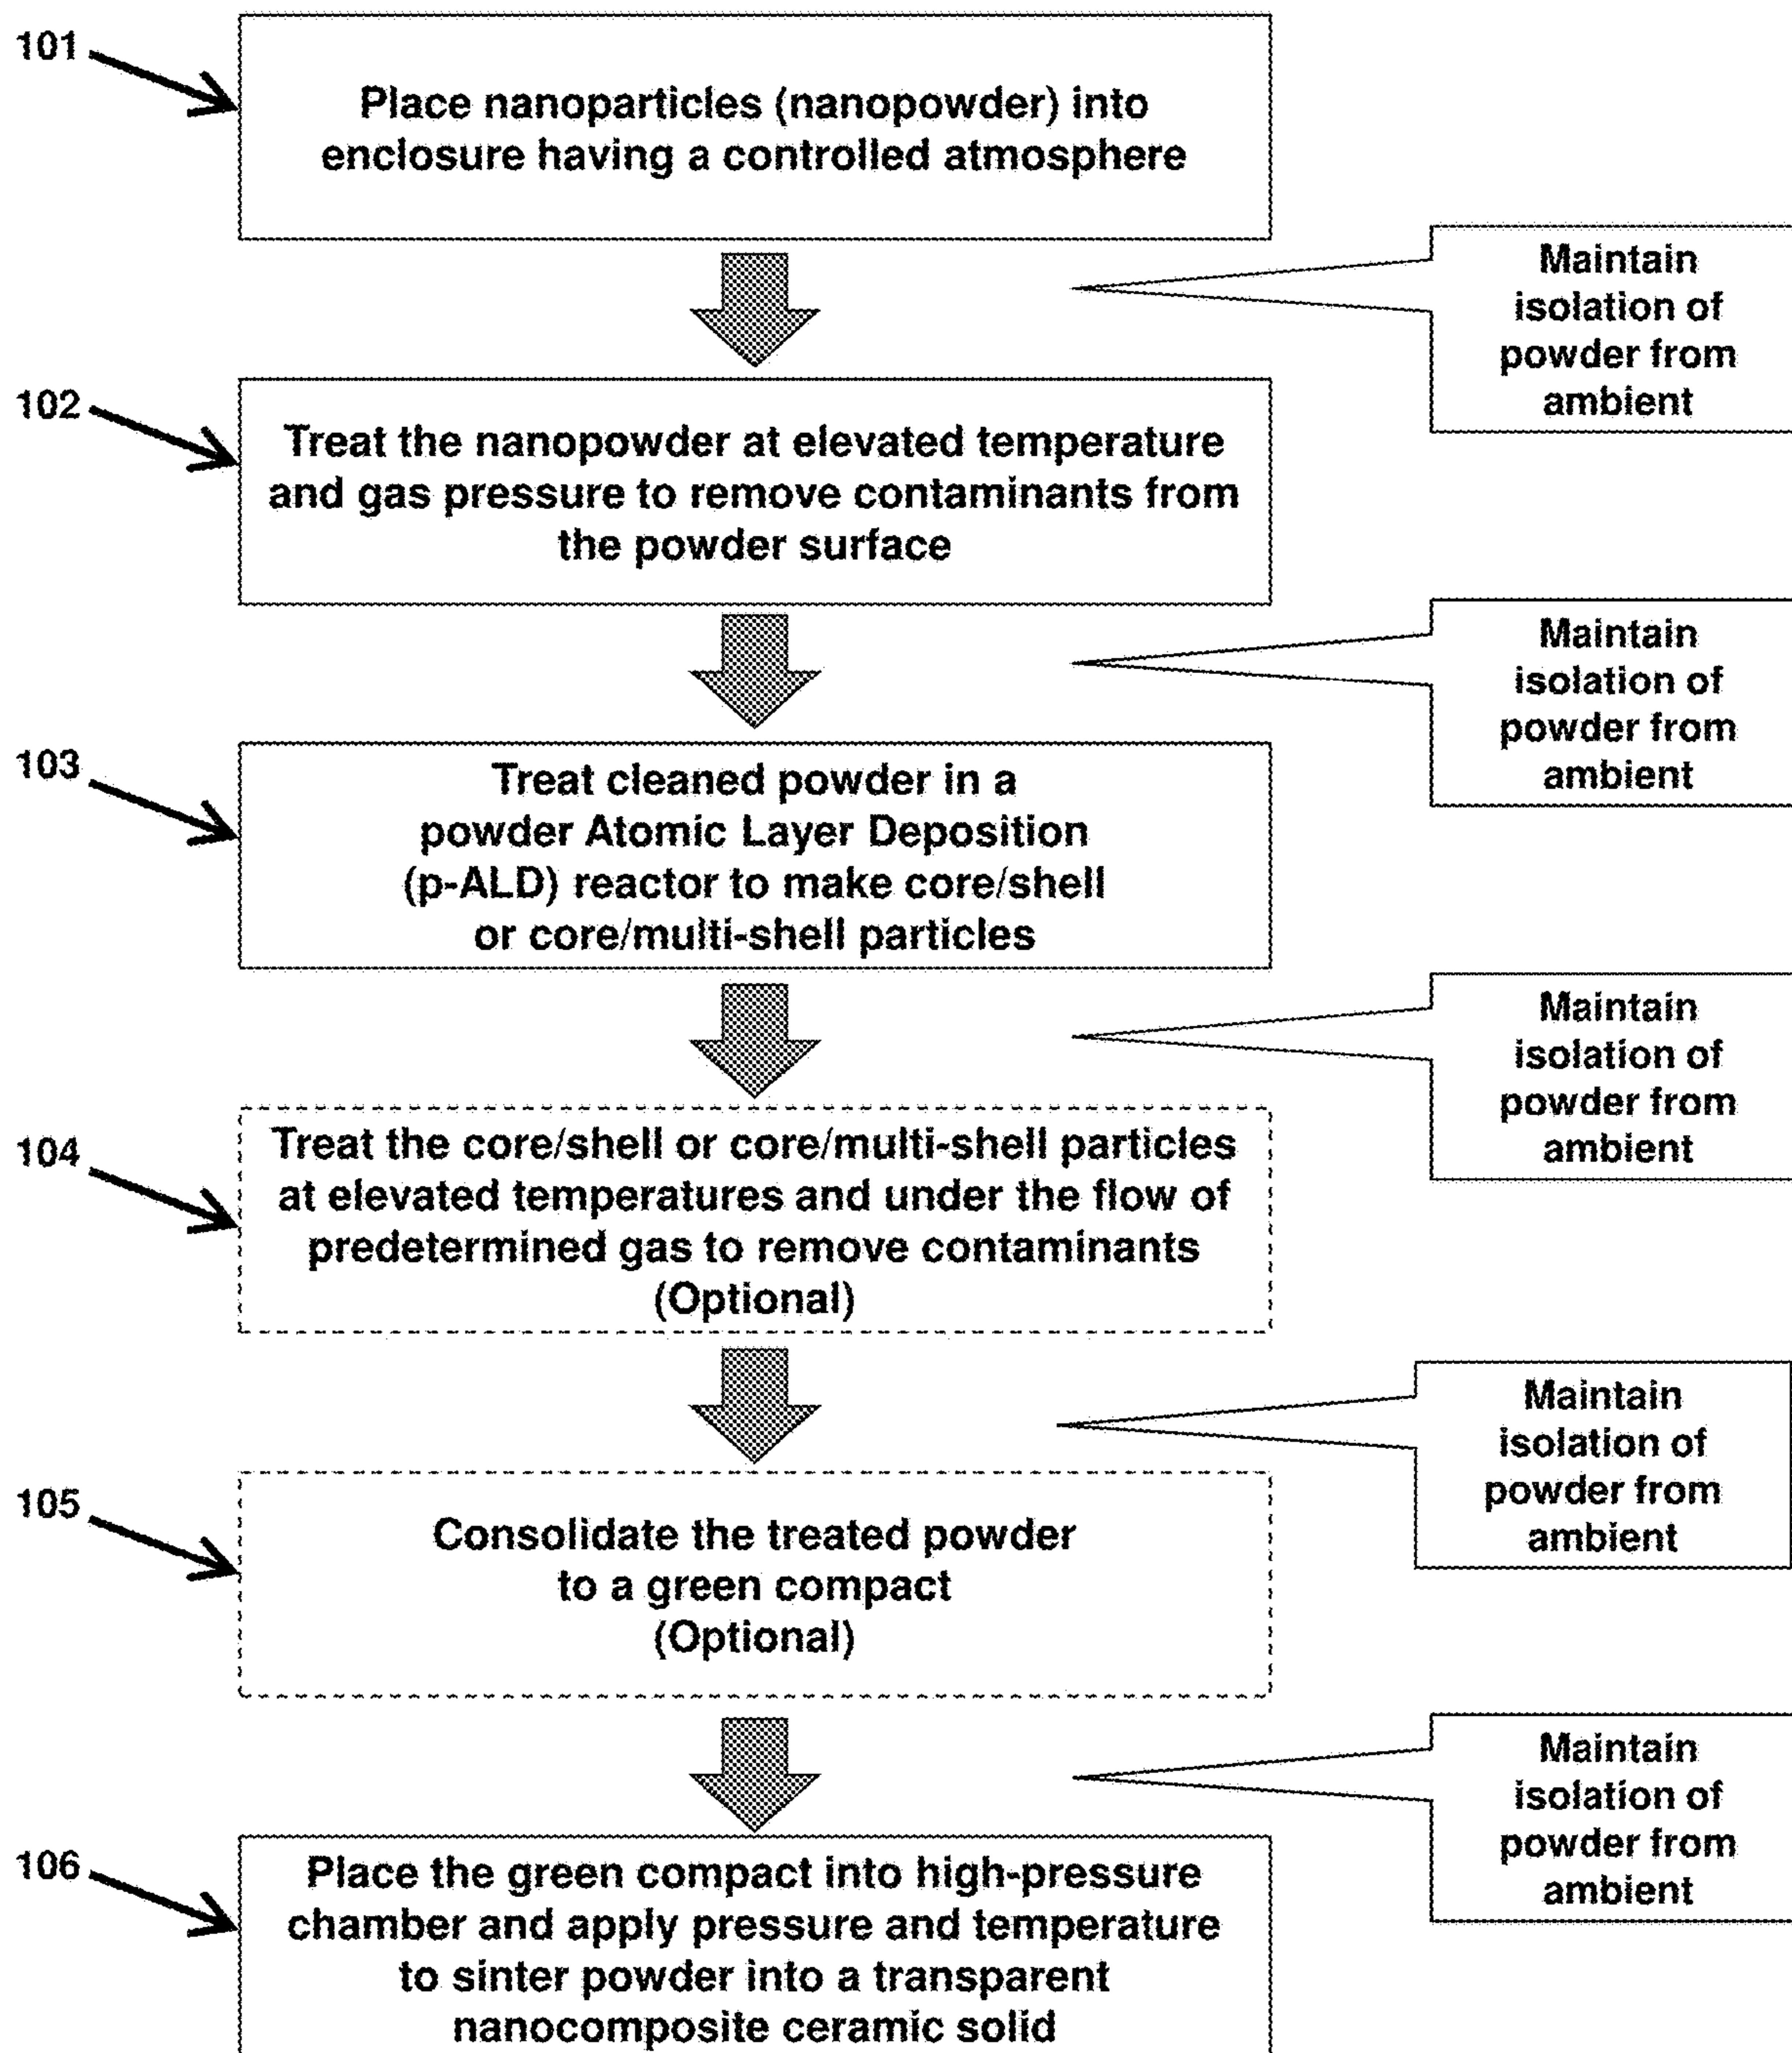 101
Place nanoparticles (nanopowder) into
enclosure having a controlled atmosphere
Maintain
isolation of
powder from
ambient
102
Treat the nanopowder at elevated temperature
and gas pressure to remove contaminants from
the powder surface
Maintain
isolation of
powder from
ambient
103
Treat cleaned powder in a
powder Atomic Layer Deposition
(p-ALD) reactor to make core/shell
or core/multi-shell particles
Maintain
isolation of
powder from
ambient
104
Treat the core/shell or core/multi-shell particles
at elevated temperatures and under the flow of
predetermined gas to remove contaminants
(Optional)
Maintain
isolation of
powder from
ambient
105
Consolidate the treated powder
to a green compact
(Optional)
Maintain
isolation of
powder from
ambient
106
Place the green compact into high-pressure
chamber and apply pressure and temperature
to sinter powder into a transparent
nanocomposite ceramic solid